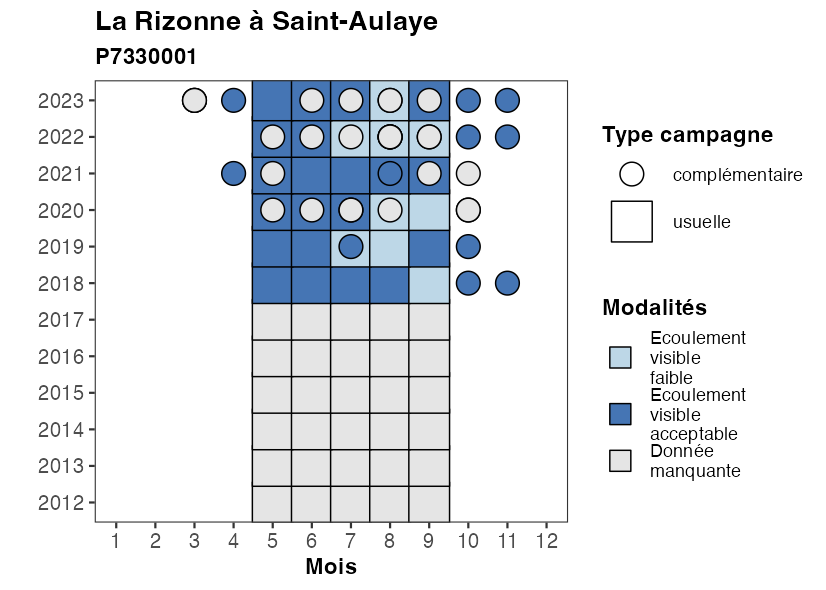 La Rizonne à Saint-Aulaye
P7330001
2023
2022
2021
2020
2019
2018
2017
2016
2015
2014
2013
2012
1 2 3 4 5 6 7 8 9 10 11 12
Mois
Type campagne
complémentaire
usuelle
Modalités
Ecoulement
visible
faible
Ecoulement
visible
acceptable
Donnée
manquante